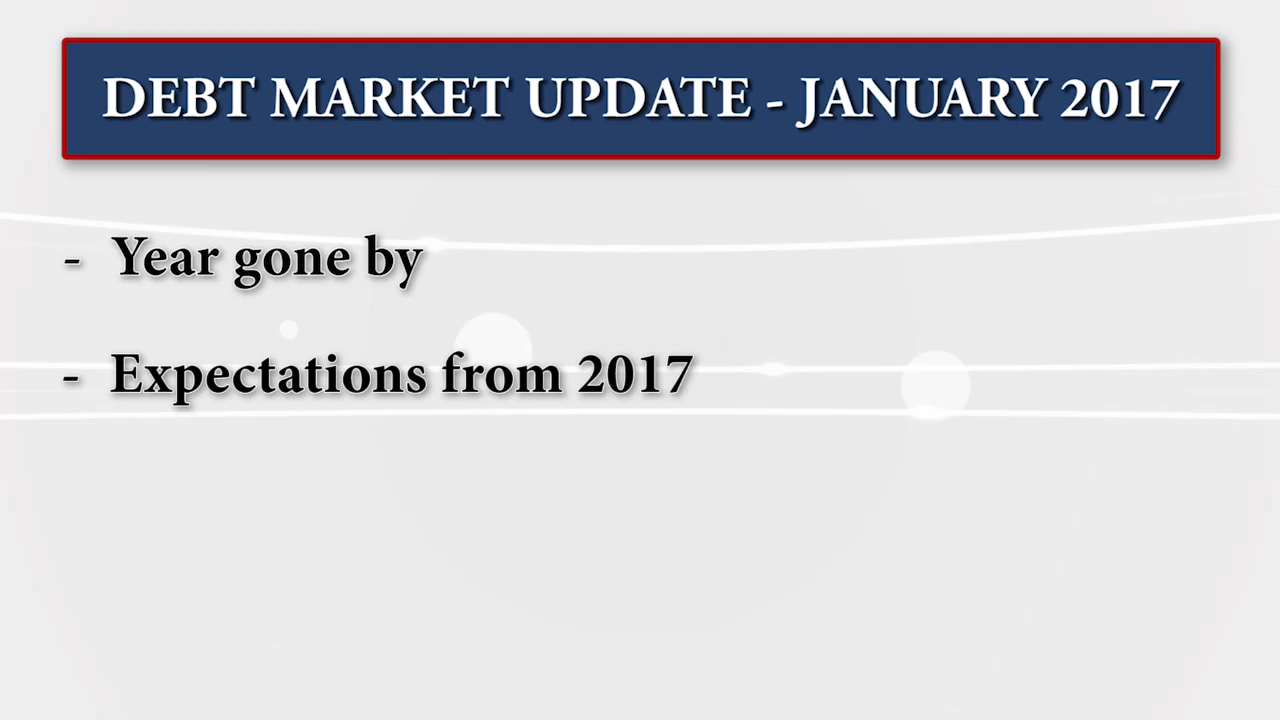 DEBT MARKET UPDATE - JANUARY 2017
- Year gone by
- Expectations from 2017